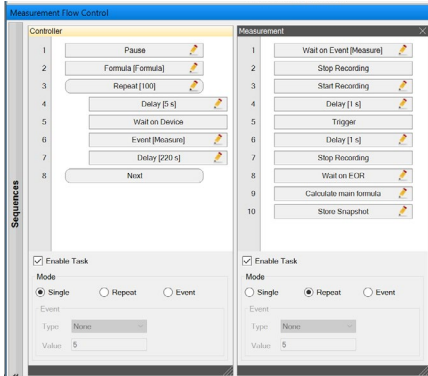 Measurement Flow Control
Sequences
Controller
1 Pause
2 Formula [Formula]
3 Repeat [100]
4 Delay [5 s]
5 Wait on Device
6 Event [Measure]
7 Delay [220 s]
8 Next
Enable Task
Mode
Single Repeat Event
Event
Type None
Value 5
Measurement
1 Wait on Event [Measure]
2 Stop Recording
3 Start Recording
4 Delay [1 s]
5 Trigger
6 Delay [1 s]
7 Stop Recording
8 Wait on EOR
9 Calculate main formula
10 Store Snapshot
Enable Task
Mode
Single Repeat Event
Event
Type None
Value 5